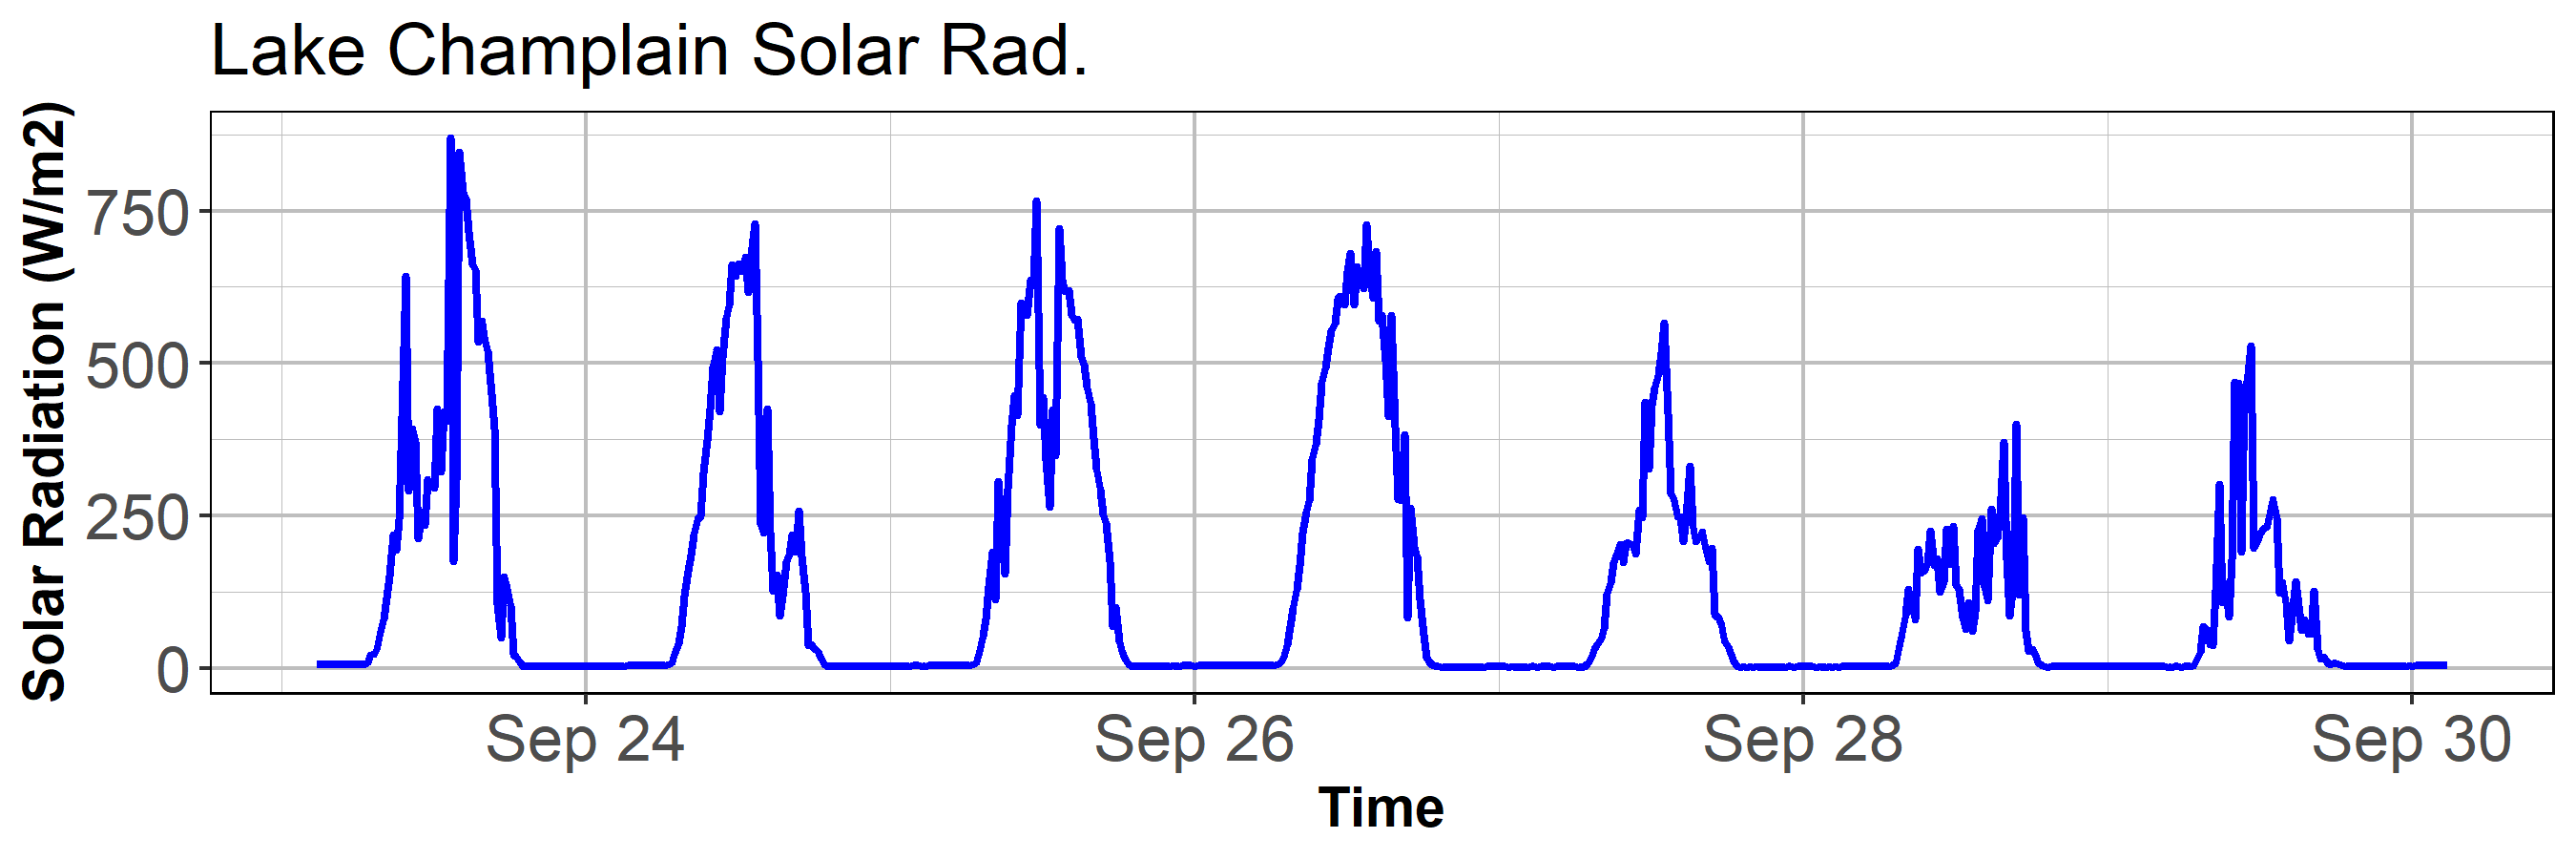 Lake Champlain Solar Rad.
Solar Radiation (W/m2)
750
500
250
0
Sep 24 Sep 26 Sep 28 Sep 30
Time